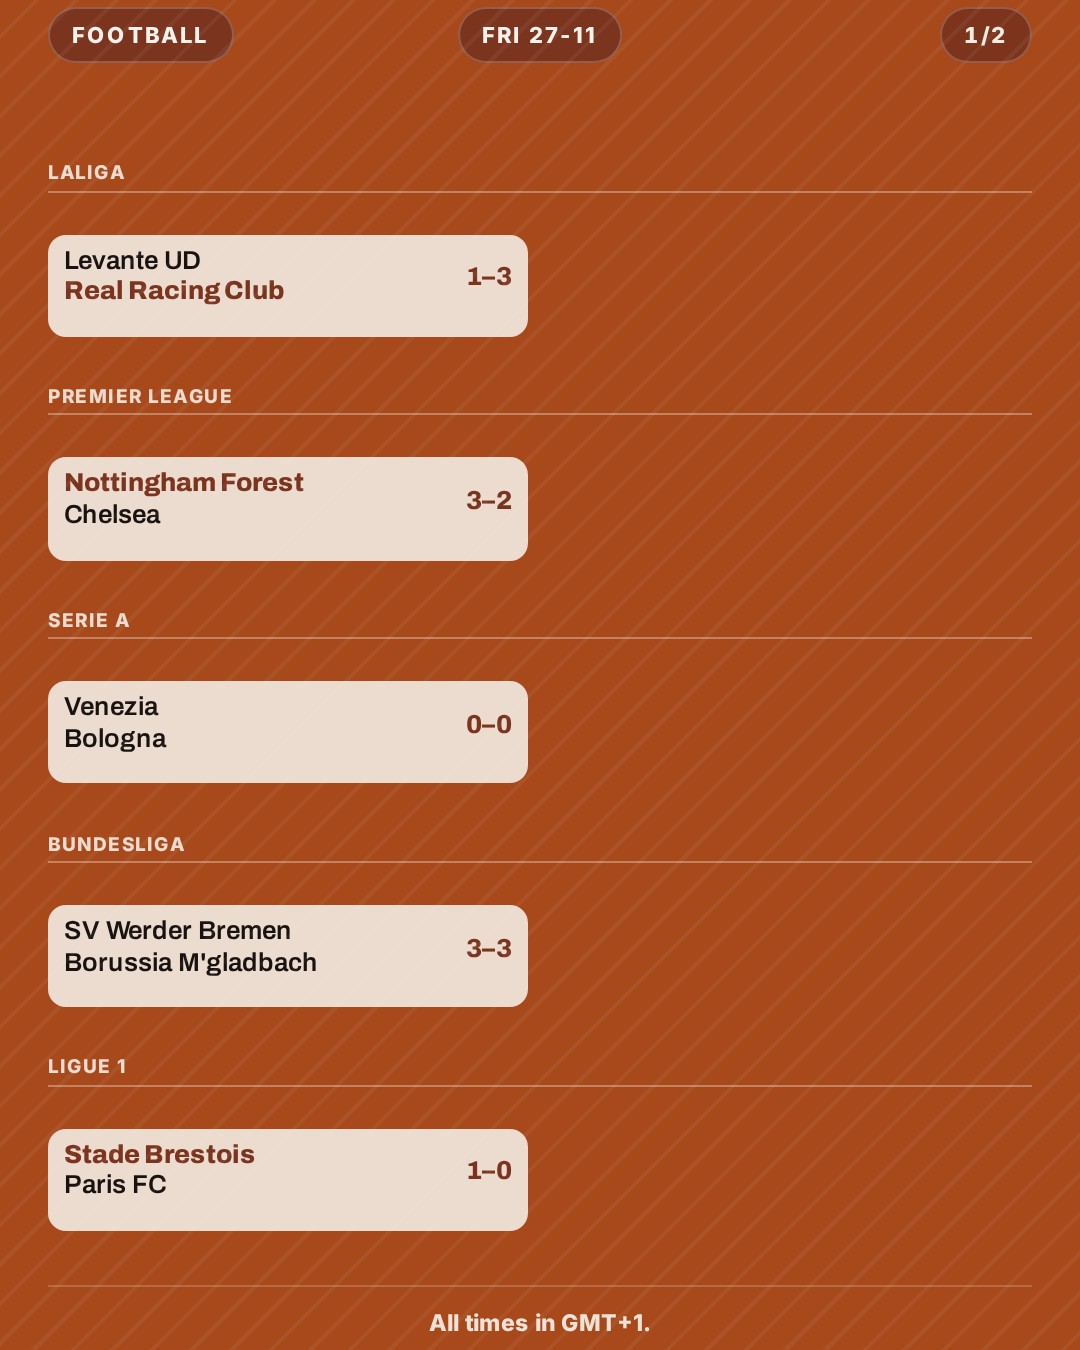 FOOTBALL
FRI 27-11
1/2
LALIGA
Levante UD
Real Racing Club
1–3
PREMIER LEAGUE
Nottingham Forest
Chelsea
3–2
SERIE A
Venezia
Bologna
0–0
BUNDESLIGA
SV Werder Bremen
Borussia M'gladbach
3–3
LIGUE 1
Stade Brestois
Paris FC
1–0
All times in GMT+1.